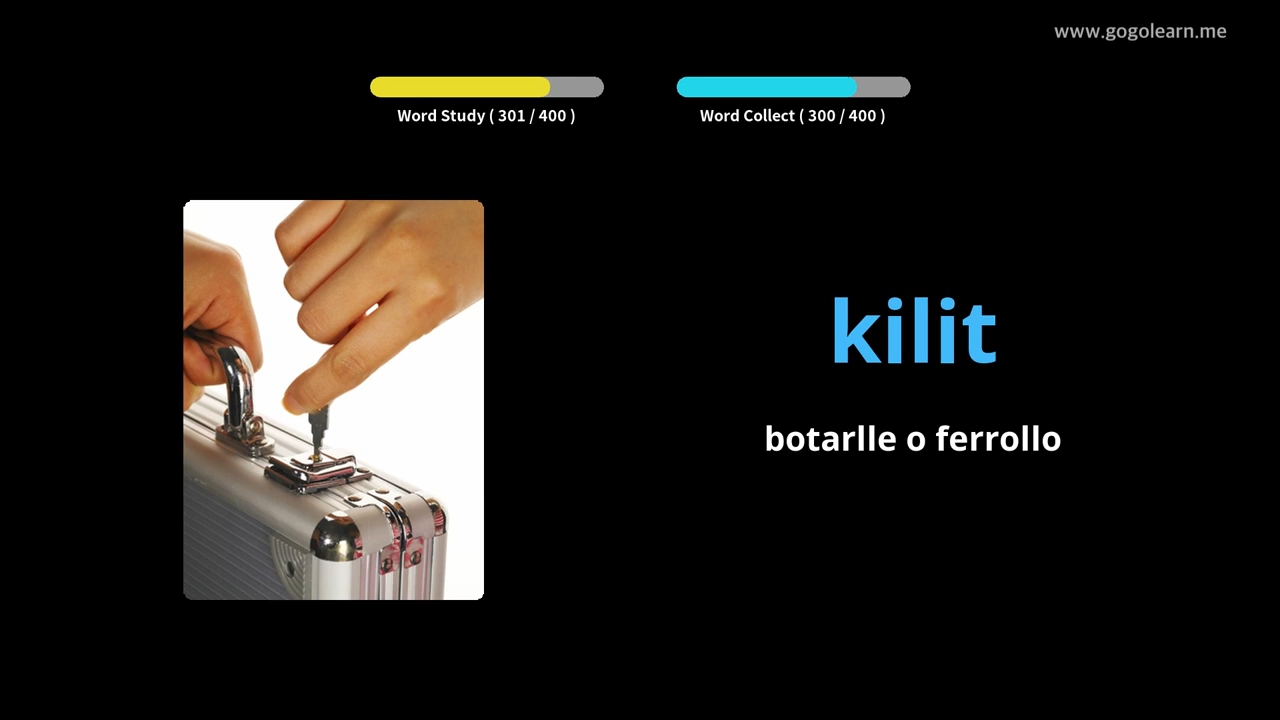 www.gogolearn.me
Word Study ( 301 / 400 )
Word Collect ( 300 / 400 )
kilit
botarlle o ferrollo